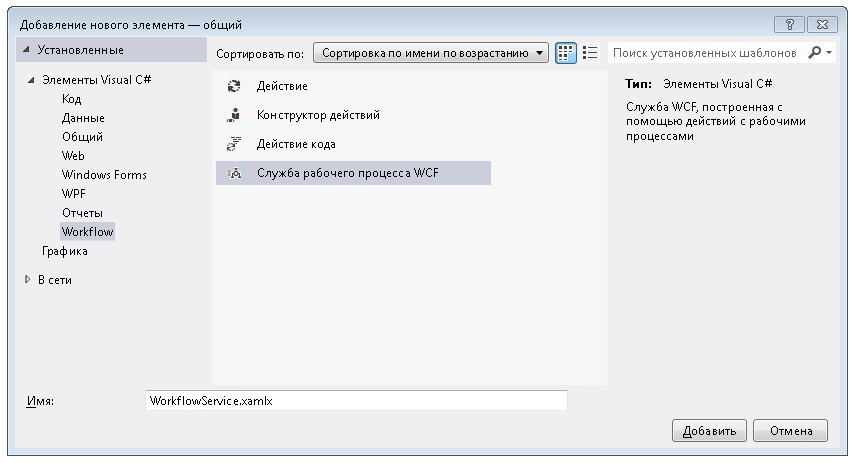 Добавление нового элемента — общий
Установленные
Элементы Visual C#
Код
Данные
Общий
Web
Windows Forms
WPF
Отчеты
Workflow
Графика
В сети
Сортировать по: Сортировка по имени по возрастанию
Действие
Конструктор действий
Действие кода
Служба рабочего процесса WCF
Поиск установленных шаблонов
Тип: Элементы Visual C#
Служба WCF, построенная с
помощью действий с рабочими
процессами
Имя: WorkflowService.xamlx
Добавить Отмена